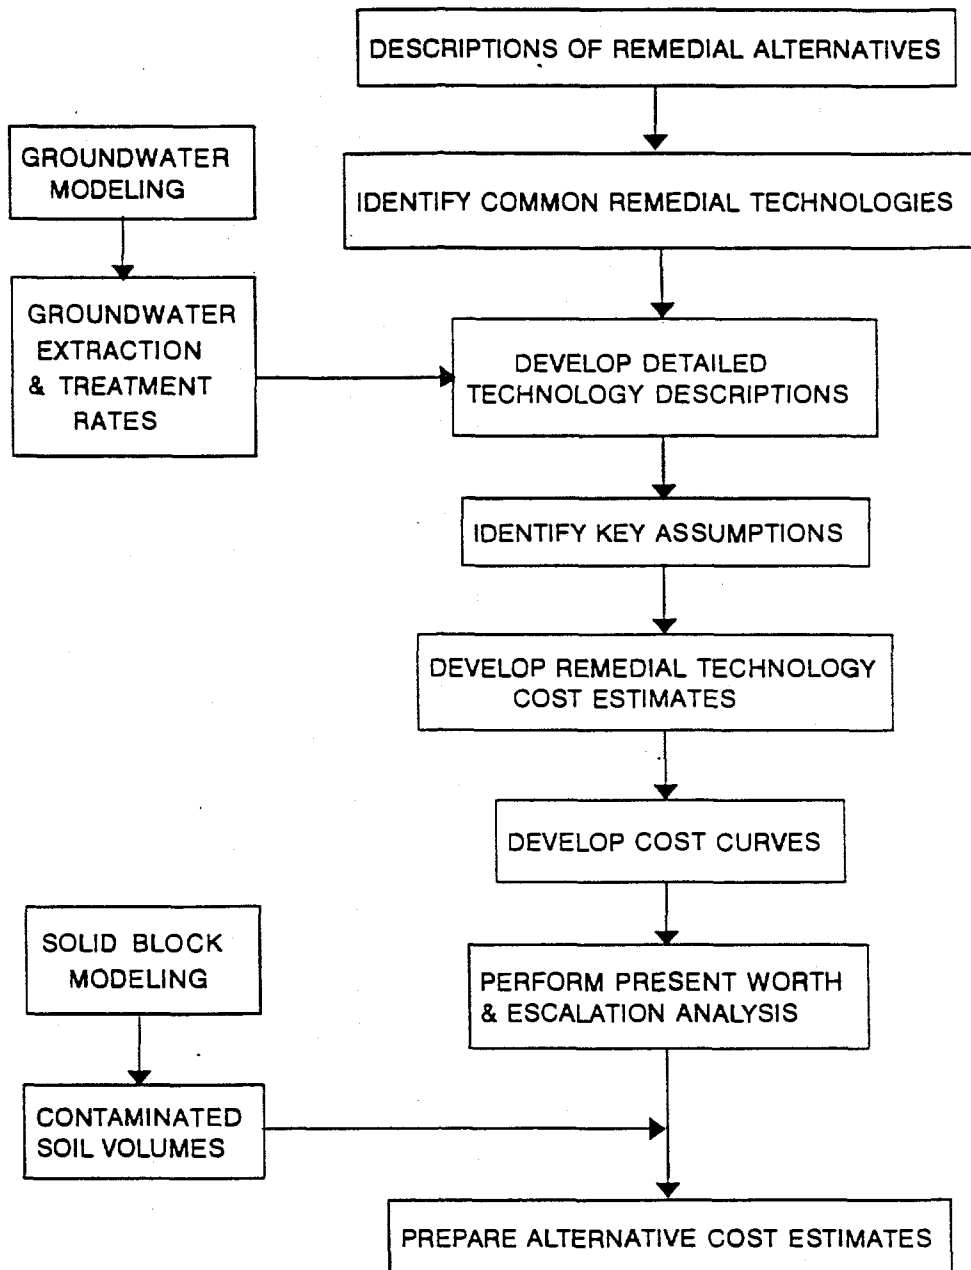 DESCRIPTIONS OF REMEDIAL ALTERNATIVES
GROUNDWATER
MODELING
IDENTIFY COMMON REMEDIAL TECHNOLOGIES
GROUNDWATER
EXTRACTION
& TREATMENT
RATES
DEVELOP DETAILED
TECHNOLOGY DESCRIPTIONS
IDENTIFY KEY ASSUMPTIONS
DEVELOP REMEDIAL TECHNOLOGY
COST ESTIMATES
DEVELOP COST CURVES
SOLID BLOCK
MODELING
PERFORM PRESENT WORTH
& ESCALATION ANALYSIS
CONTAMINATED
SOIL VOLUMES
PREPARE ALTERNATIVE COST ESTIMATES